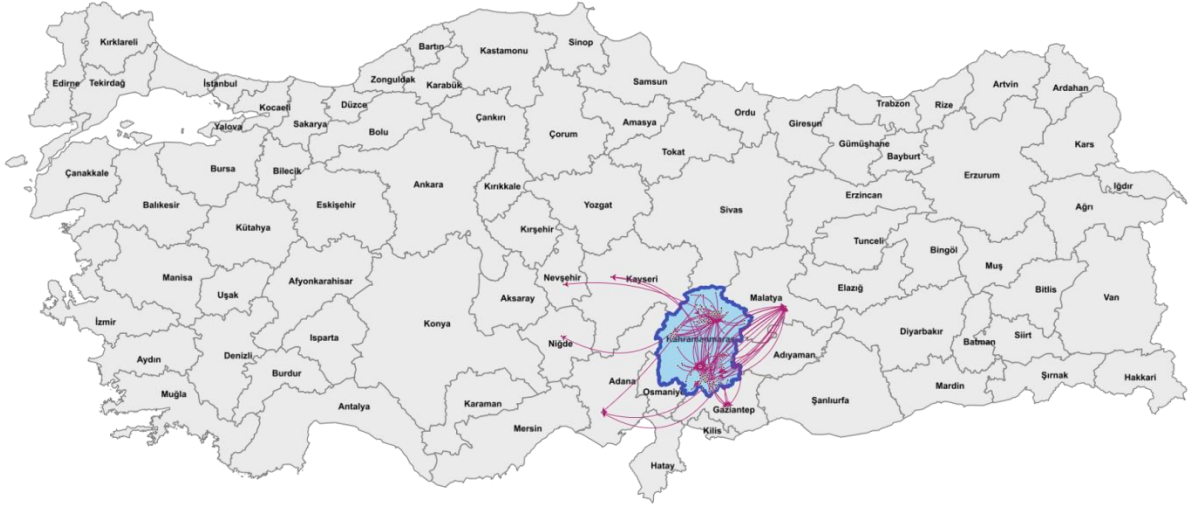 Kırklareli
Edirne
Tekirdağ
İstanbul
Kocaeli
Yalova
Sakarya
Düzce
Zonguldak
Bartın
Karabük
Kastamonu
Sinop
Samsun
Ordu
Giresun
Trabzon
Rize
Artvin
Ardahan
Çanakkale
Balıkesir
Bursa
Bilecik
Bolu
Çankırı
Çorum
Amasya
Tokat
Gümüşhane
Bayburt
Erzurum
Kars
Iğdır
Ağrı
Kütahya
Eskişehir
Ankara
Kırıkkale
Kırşehir
Yozgat
Sivas
Erzincan
Tunceli
Bingöl
Muş
Bitlis
Van
Manisa
Uşak
Afyonkarahisar
Konya
Aksaray
Nevşehir
Kayseri
Malatya
Elazığ
Diyarbakır
Batman
Siirt
İzmir
Aydın
Denizli
Isparta
Burdur
Niğde
Kahramanmaraş
Adıyaman
Mardin
Şırnak
Hakkari
Muğla
Antalya
Karaman
Mersin
Adana
Osmaniye
Gaziantep
Şanlıurfa
Kilis
Hatay